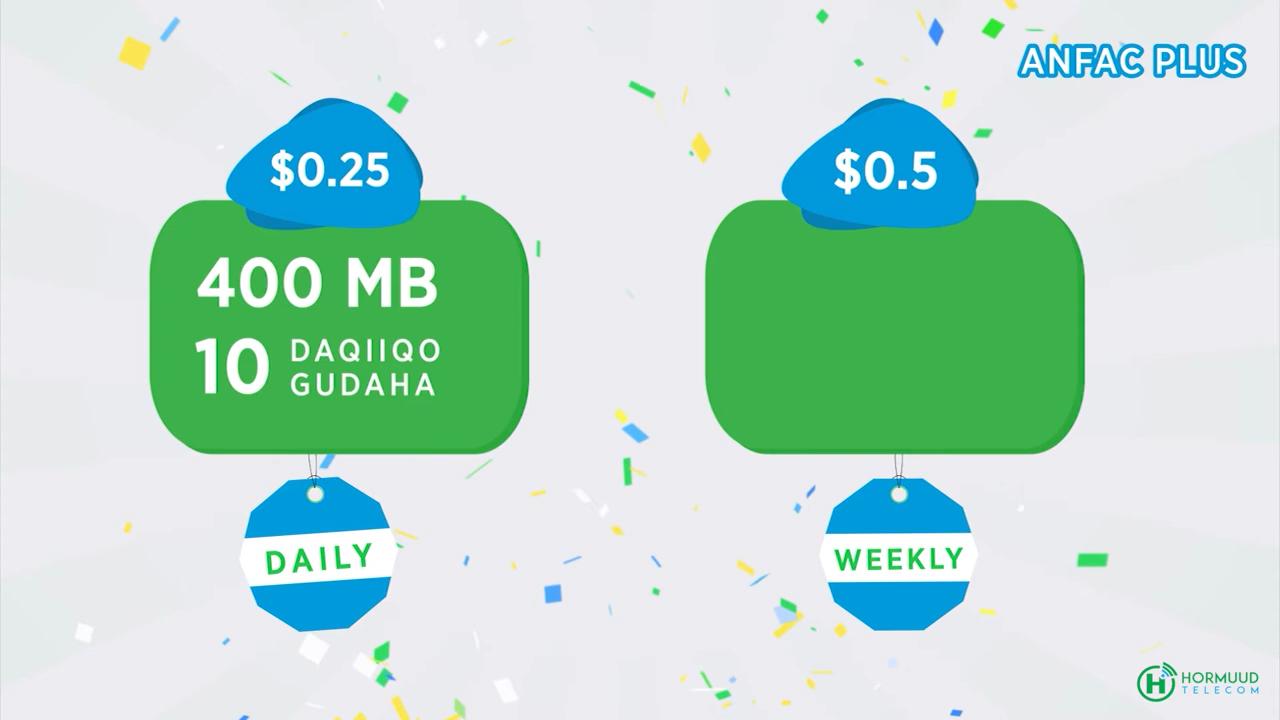 ANFAC PLUS
$0.25
400 MB
10 DAQIIQO
GUDAHA
DAILY
$0.5
WEEKLY
HORMUUD
TELECOM